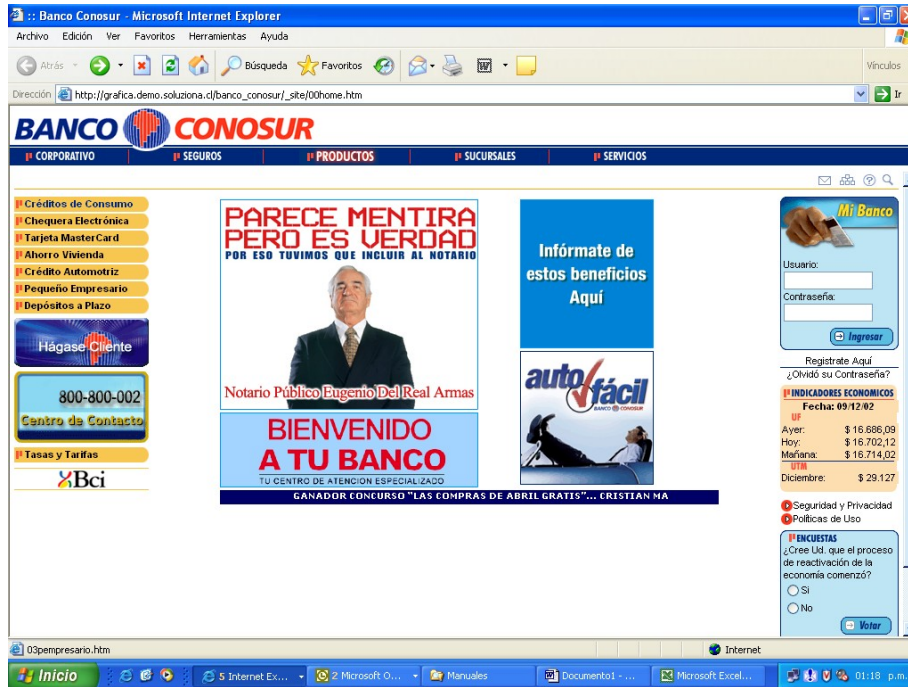 :: Banco Conosur - Microsoft Internet Explorer
Archivo Edición Ver Favoritos Herramientas Ayuda
Atrás Búsqueda Favoritos Vínculos
Dirección http://grafica.demo.soluziona.cl/banco_conosur/_site/00home.htm Ir
BANCO CONOSUR
CORPORATIVO SEGUROS PRODUCTOS SUCURSALES SERVICIOS
Créditos de Consumo
Chequera Electrónica
Tarjeta MasterCard
Ahorro Vivienda
Crédito Automotriz
Pequeño Empresario
Depósitos a Plazo
Hágase Cliente
800-800-002
Centro de Contacto
Tasas y Tarifas
Bci
PARECE MENTIRA
PERO ES VERDAD
POR ESO TUVIMOS QUE INCLUIR AL NOTARIO
Notario Público Eugenio Del Real Armas
BIENVENIDO
A TU BANCO
TU CENTRO DE ATENCION ESPECIALIZADO
Infórmate de
estos beneficios
Aquí
auto fácil
BANCO CONOSUR
GANADOR CONCURSO "LAS COMPRAS DE ABRIL GRATIS"... CRISTIAN MA
Mi Banco
Usuario:
Contraseña:
Ingresar
Registrate Aquí
¿Olvidó su Contraseña?
INDICADORES ECONOMICOS
Fecha: 09/12/02
UF
Ayer: $ 16.686,09
Hoy: $ 16.702,12
Mañana: $ 16.714,02
UTM
Diciembre: $ 29.127
Seguridad y Privacidad
Políticas de Uso
ENCUESTAS
¿Cree Ud. que el proceso
de reactivación de la
economía comenzó?
Si
No
Votar
03pempresario.htm Internet
Inicio 5 Internet Ex... 2 Microsoft O... Manuales Documento1 - ... Microsoft Excel... 01:18 p.m.